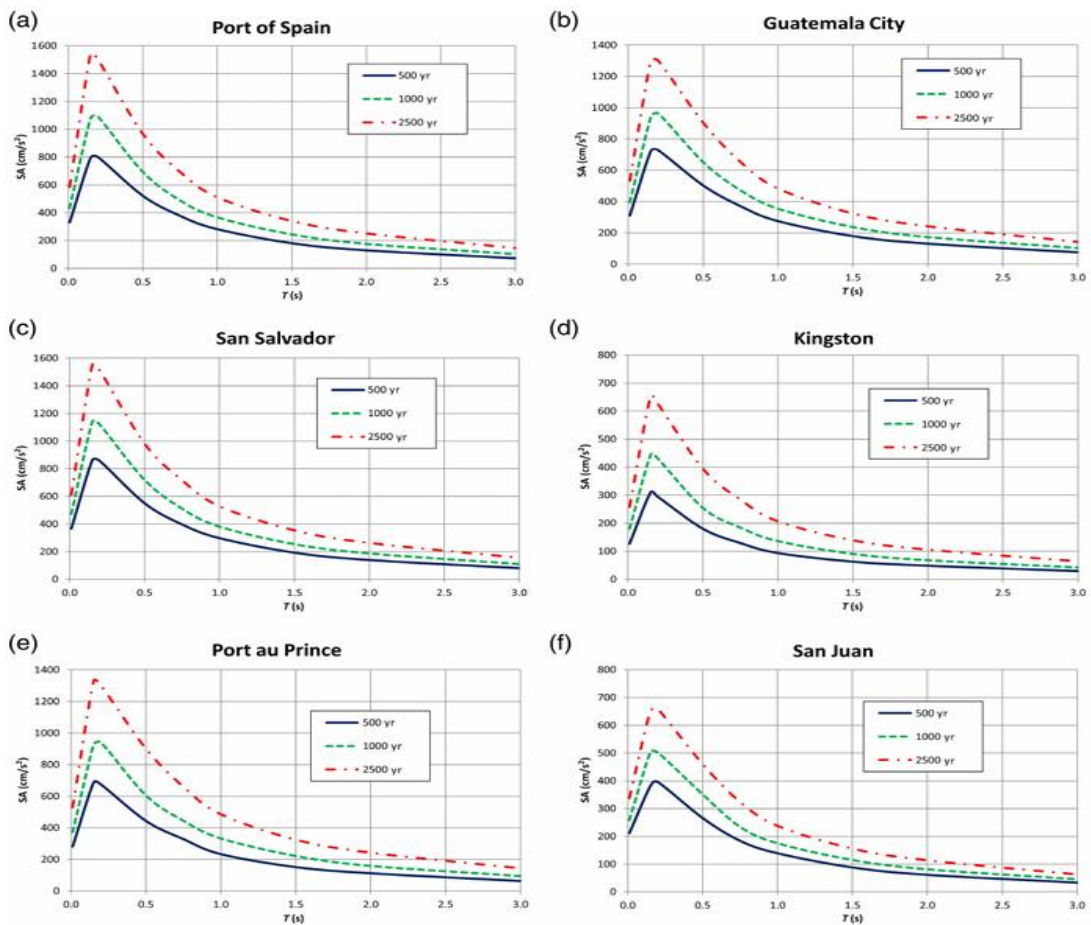 (a)
Port of Spain
1600
1400
1200
1000
800
600
400
200
0
SA (cm/s²)
0.0 0.5 1.0 1.5 2.0 2.5 3.0
T (s)
500 yr
1000 yr
2500 yr
(b)
Guatemala City
1400
1200
1000
800
600
400
200
0
SA (cm/s²)
0.0 0.5 1.0 1.5 2.0 2.5 3.0
T (s)
500 yr
1000 yr
2500 yr
(c)
San Salvador
1600
1400
1200
1000
800
600
400
200
0
SA (cm/s²)
0.0 0.5 1.0 1.5 2.0 2.5 3.0
T (s)
500 yr
1000 yr
2500 yr
(d)
Kingston
800
700
600
500
400
300
200
100
0
SA (cm/s²)
0.0 0.5 1.0 1.5 2.0 2.5 3.0
T (s)
500 yr
1000 yr
2500 yr
(e)
Port au Prince
1400
1200
1000
800
600
400
200
0
SA (cm/s²)
0.0 0.5 1.0 1.5 2.0 2.5 3.0
T (s)
500 yr
1000 yr
2500 yr
(f)
San Juan
800
700
600
500
400
300
200
100
0
SA (cm/s²)
0.0 0.5 1.0 1.5 2.0 2.5 3.0
T (s)
500 yr
1000 yr
2500 yr